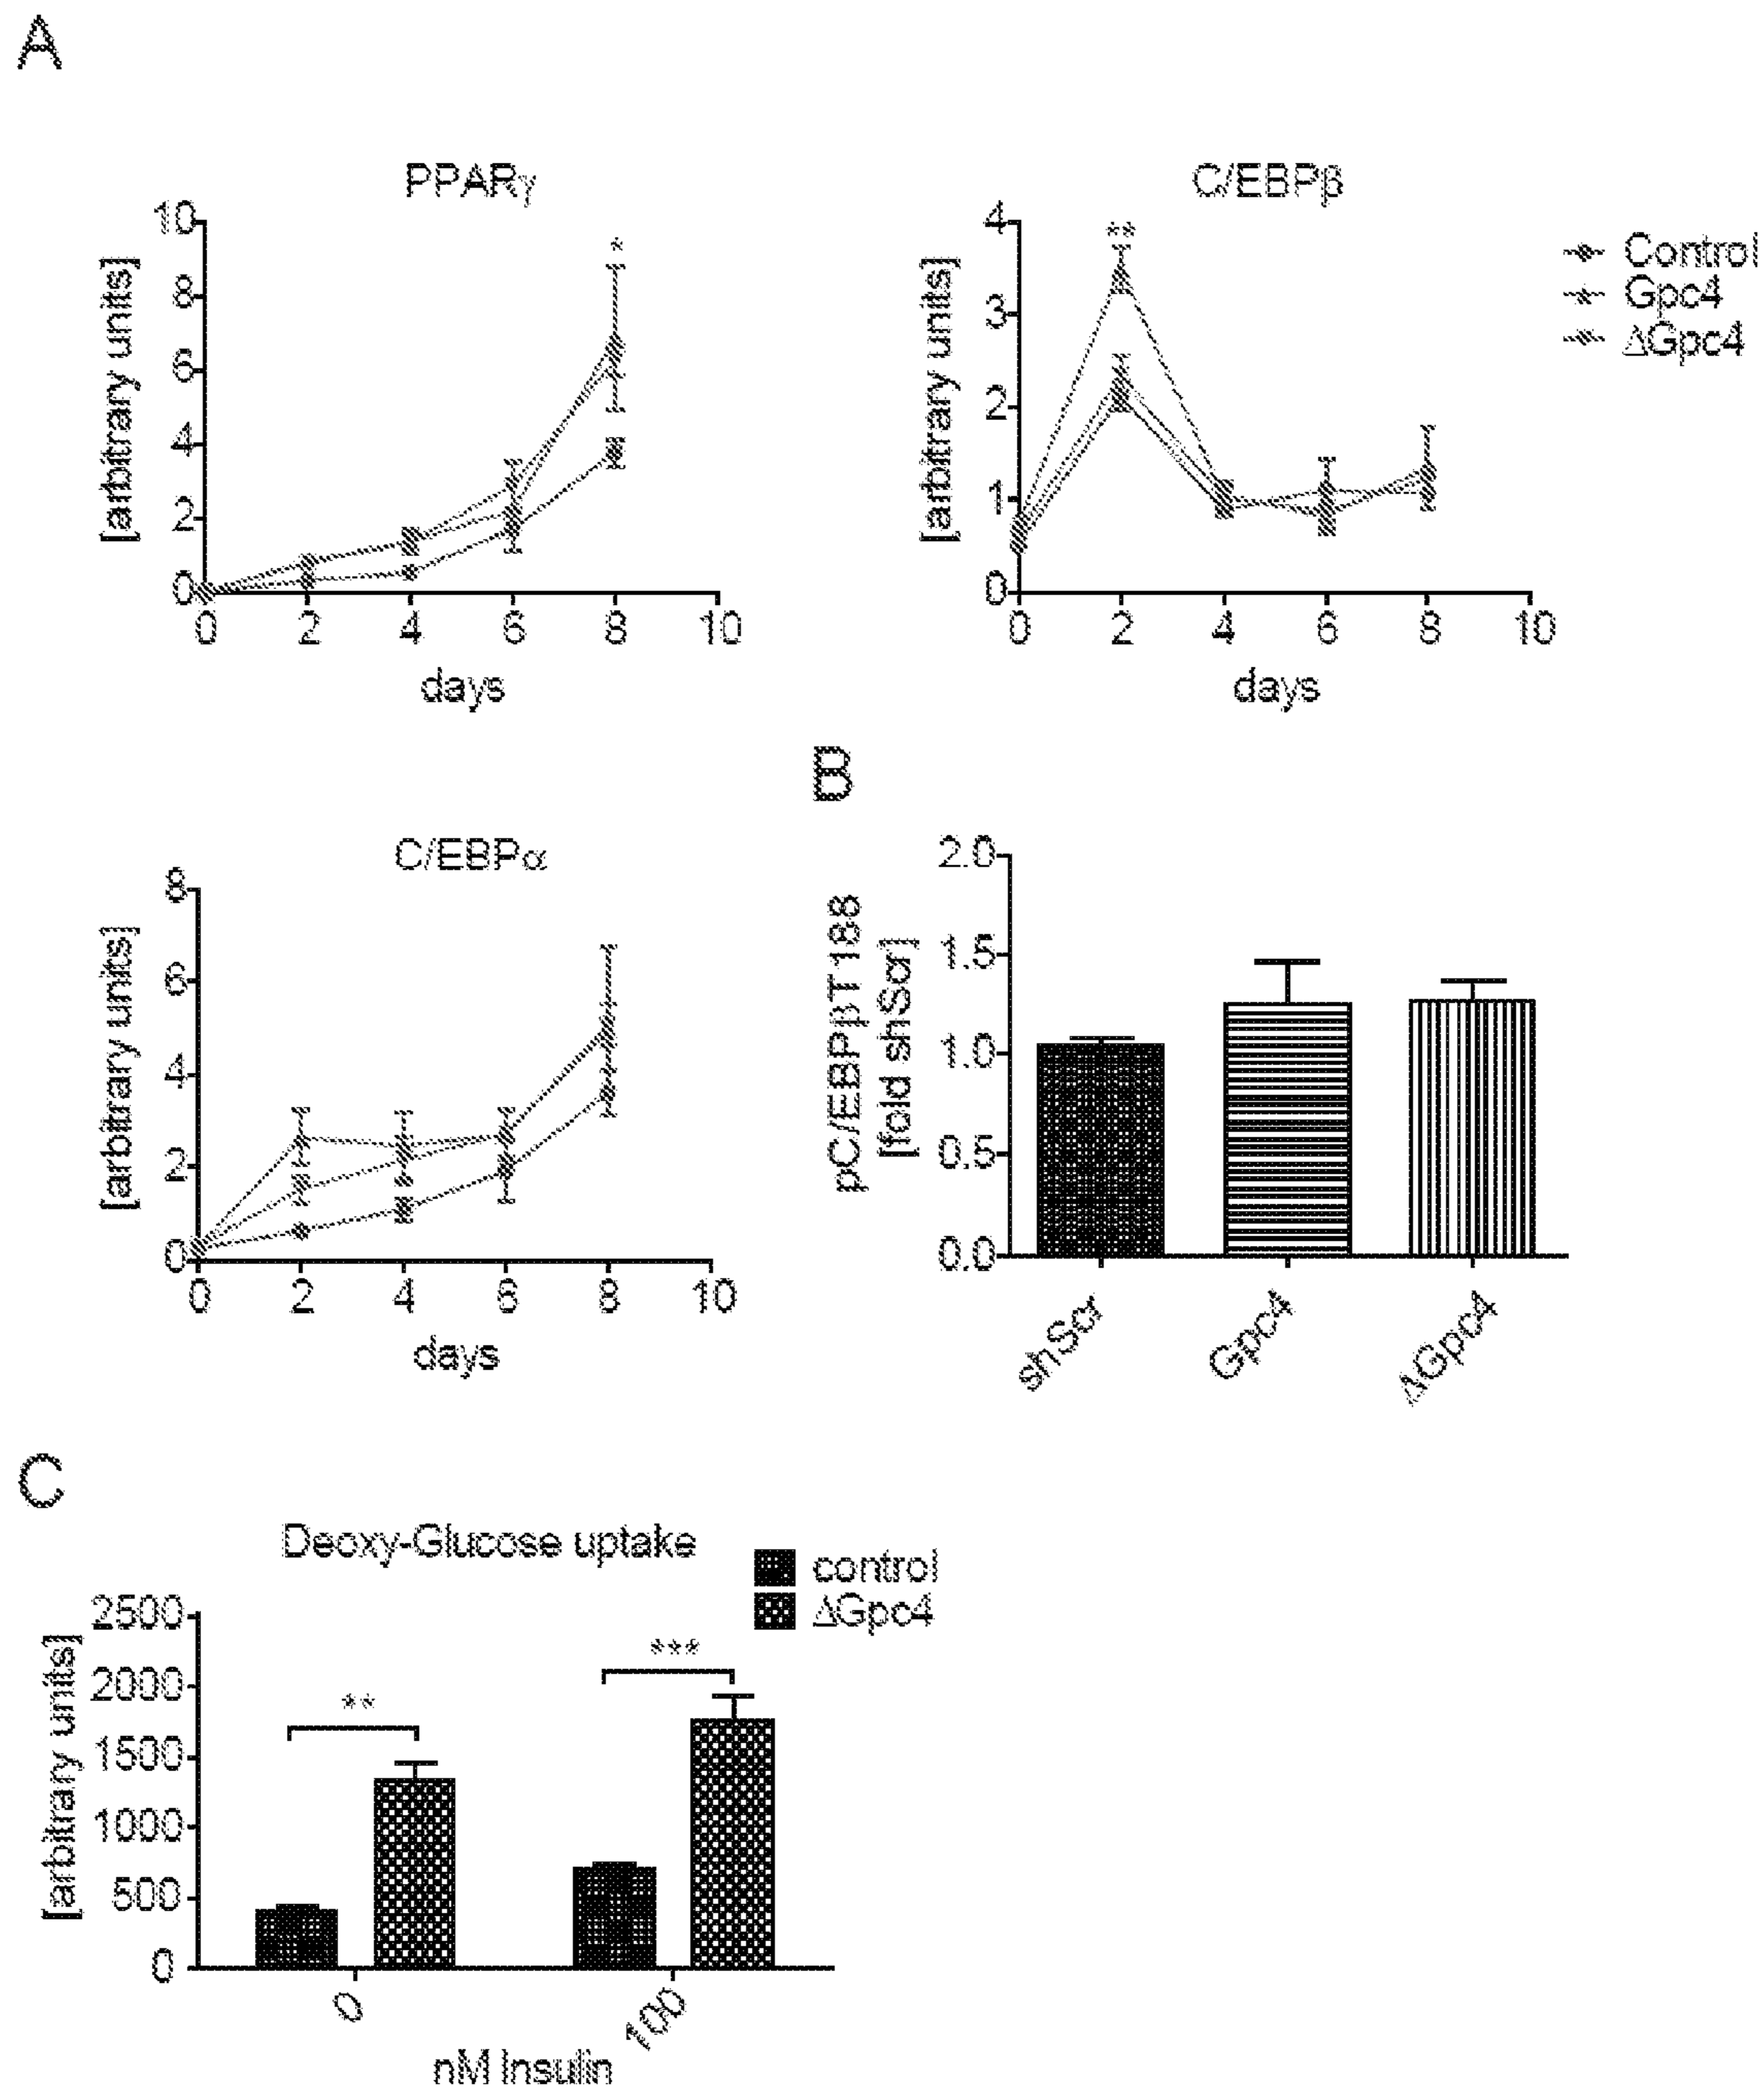 A
PPARγ
[arbitrary units]
10
8
6
4
2
0
0 2 4 6 8 10
days
*
C/EBPβ
[arbitrary units]
4
3
2
1
0
0 2 4 6 8 10
days
**
Control
Gpc4
ΔGpc4
C/EBPα
[arbitrary units]
8
6
4
2
0
0 2 4 6 8 10
days
B
pC/EBPβT188
[fold shScr]
2.0
1.5
1.0
0.5
0.0
shScr
Gpc4
ΔGpc4
C
Deoxy-Glucose uptake
control
ΔGpc4
[arbitrary units]
2500
2000
1500
1000
500
0
**
***
0
100
nM Insulin